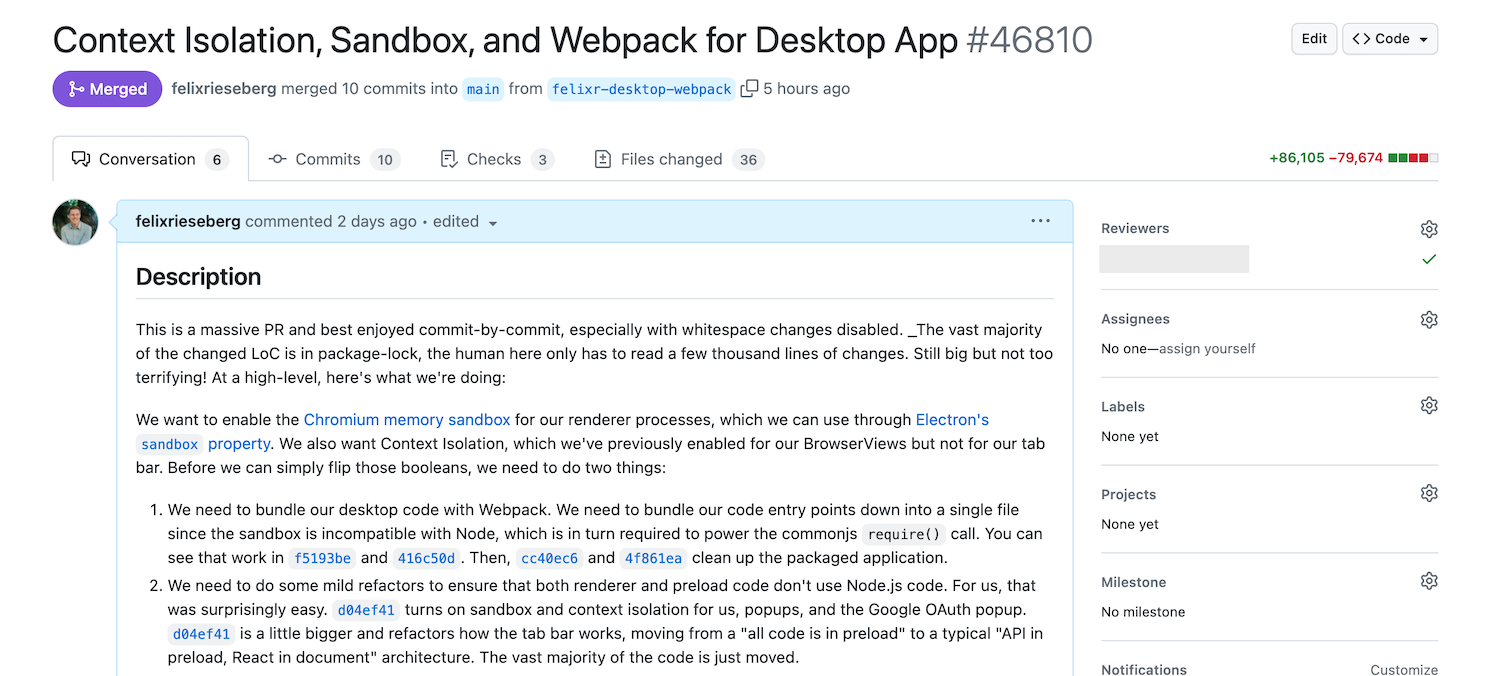 Context Isolation, Sandbox, and Webpack for Desktop App #46810
Edit
Code
Merged
felixrieseberg merged 10 commits into main from felixr-desktop-webpack 5 hours ago
Conversation 6
Commits 10
Checks 3
Files changed 36
+86,105 −79,674
felixrieseberg commented 2 days ago • edited
Description
This is a massive PR and best enjoyed commit-by-commit, especially with whitespace changes disabled. _The vast majority
of the changed LoC is in package-lock, the human here only has to read a few thousand lines of changes. Still big but not too
terrifying! At a high-level, here's what we're doing:
We want to enable the Chromium memory sandbox for our renderer processes, which we can use through Electron's
sandbox property. We also want Context Isolation, which we've previously enabled for our BrowserViews but not for our tab
bar. Before we can simply flip those booleans, we need to do two things:
1. We need to bundle our desktop code with Webpack. We need to bundle our code entry points down into a single file
since the sandbox is incompatible with Node, which is in turn required to power the commonjs require() call. You can
see that work in f5193be and 416c50d. Then, cc40ec6 and 4f861ea clean up the packaged application.
2. We need to do some mild refactors to ensure that both renderer and preload code don't use Node.js code. For us, that
was surprisingly easy. d04ef41 turns on sandbox and context isolation for us, popups, and the Google OAuth popup.
d04ef41 is a little bigger and refactors how the tab bar works, moving from a "all code is in preload" to a typical "API in
preload, React in document" architecture. The vast majority of the code is just moved.
Reviewers
Assignees
No one—assign yourself
Labels
None yet
Projects
None yet
Milestone
No milestone
Notifications
Customize